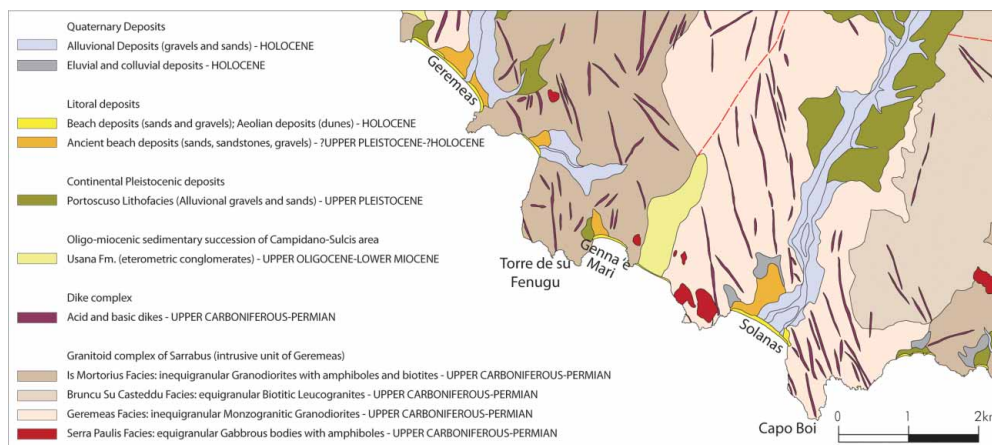 Quaternary Deposits
Alluvional Deposits (gravels and sands) - HOLOCENE
Eluvial and colluvial deposits - HOLOCENE
Litoral deposits
Beach deposits (sands and gravels); Aeolian deposits (dunes) - HOLOCENE
Ancient beach deposits (sands, sandstones, gravels) - ?UPPER PLEISTOCENE-?HOLOCENE
Continental Pleistocenic deposits
Portoscuso Lithofacies (Alluvional gravels and sands) - UPPER PLEISTOCENE
Oligo-miocenic sedimentary succession of Campidano-Sulcis area
Usana Fm. (eterometric conglomerates) - UPPER OLIGOCENE-LOWER MIOCENE
Dike complex
Acid and basic dikes - UPPER CARBONIFEROUS-PERMIAN
Granitoid complex of Sarrabus (intrusive unit of Geremeas)
Is Mortorius Facies: inequigranular Granodiorites with amphiboles and biotites - UPPER CARBONIFEROUS-PERMIAN
Bruncu Su Casteddu Facies: equigranular Biotitic Leucogranites - UPPER CARBONIFEROUS-PERMIAN
Geremeas Facies: inequigranular Monzogranitic Granodiorites - UPPER CARBONIFEROUS-PERMIAN
Serra Paulis Facies: equigranular Gabbrous bodies with amphiboles - UPPER CARBONIFEROUS-PERMIAN
Geremeas
Torre de su
Fenugu
Genna e
Mari
Solanas
Capo Boi
0 1 2km